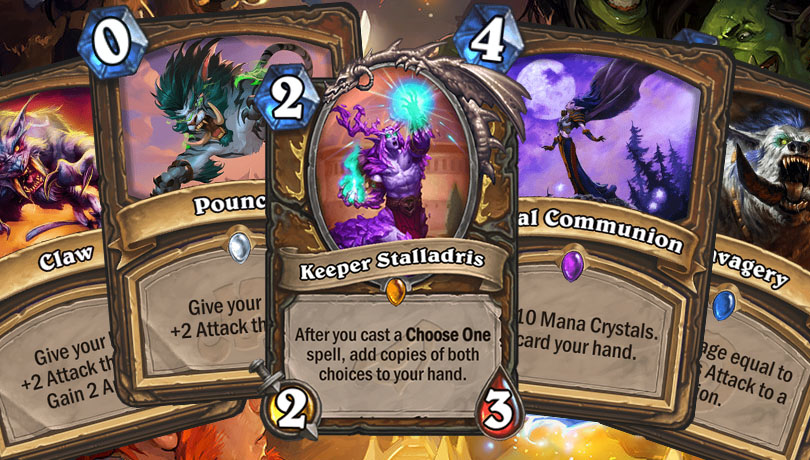 Claw
Give your
+2 Attack th
Gain 2 A
0
Pounc
Give your
+2 Attack th
2
Keeper Stalladris
After you cast a Choose One
spell, add copies of both
choices to your hand.
2
3
4
al Communion
10 Mana Crystals.
card your hand.
vagery
age equal to
Attack to a
on.